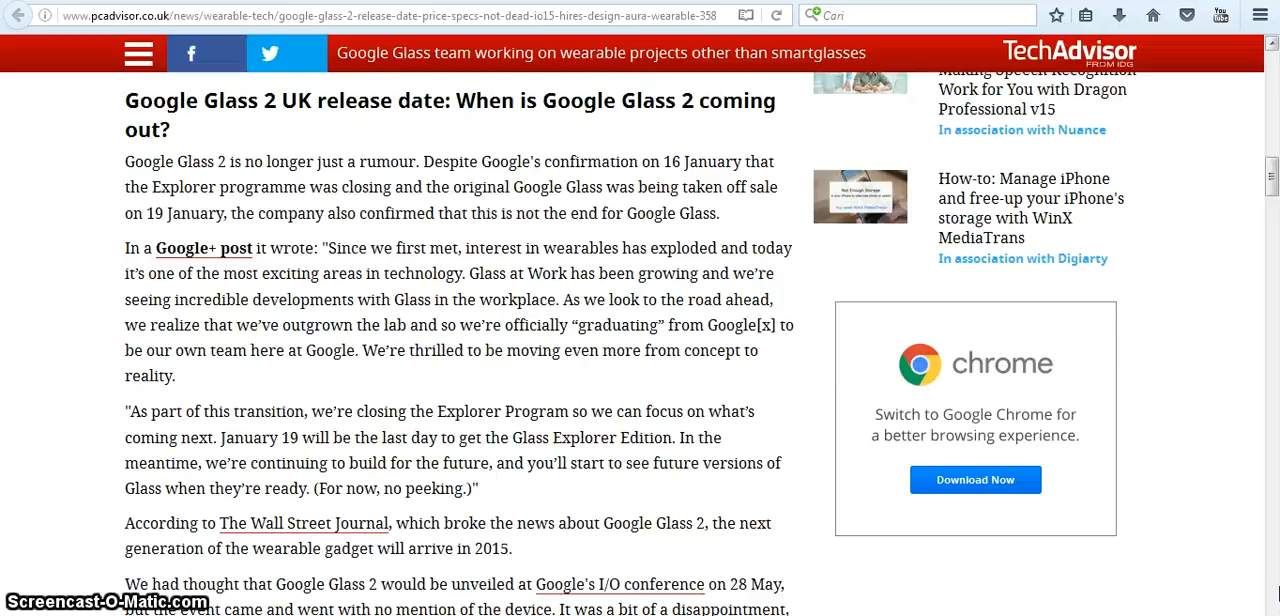 www.pcadvisor.co.uk/news/wearable-tech/google-glass-2-release-date-price-specs-not-dead-io15-hires-design-aura-wearable-358
Cari
You Tube
f
Google Glass team working on wearable projects other than smartglasses
TechAdvisor
FROM IDG
Google Glass 2 UK release date: When is Google Glass 2 coming
out?
Google Glass 2 is no longer just a rumour. Despite Google's confirmation on 16 January that
the Explorer programme was closing and the original Google Glass was being taken off sale
on 19 January, the company also confirmed that this is not the end for Google Glass.
In a Google+ post it wrote: "Since we first met, interest in wearables has exploded and today
it’s one of the most exciting areas in technology. Glass at Work has been growing and we’re
seeing incredible developments with Glass in the workplace. As we look to the road ahead,
we realize that we’ve outgrown the lab and so we’re officially “graduating” from Google[x] to
be our own team here at Google. We’re thrilled to be moving even more from concept to
reality.
"As part of this transition, we’re closing the Explorer Program so we can focus on what’s
coming next. January 19 will be the last day to get the Glass Explorer Edition. In the
meantime, we’re continuing to build for the future, and you’ll start to see future versions of
Glass when they’re ready. (For now, no peeking.)"
According to The Wall Street Journal, which broke the news about Google Glass 2, the next
generation of the wearable gadget will arrive in 2015.
We had thought that Google Glass 2 would be unveiled at Google's I/O conference on 28 May,
but the event came and went with no mention of the device. It was a bit of a disappointment,
Making Speech Recognition
Work for You with Dragon
Professional v15
In association with Nuance
Not Enough Storage
How-to: Manage iPhone
and free-up your iPhone's
storage with WinX
MediaTrans
In association with Digiarty
chrome
Switch to Google Chrome for
a better browsing experience.
Download Now
Screencast-O-Matic.com